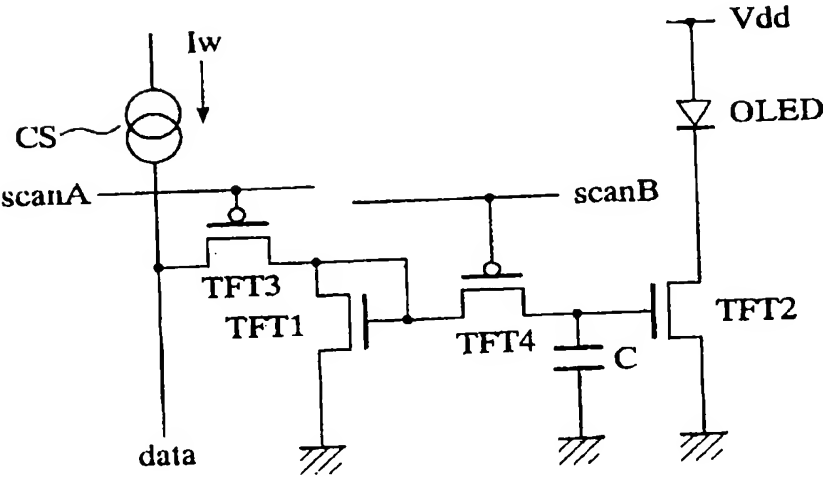 Iw
Vdd
CS
OLED
scanA
scanB
TFT3
TFT1
TFT4
TFT2
C
data